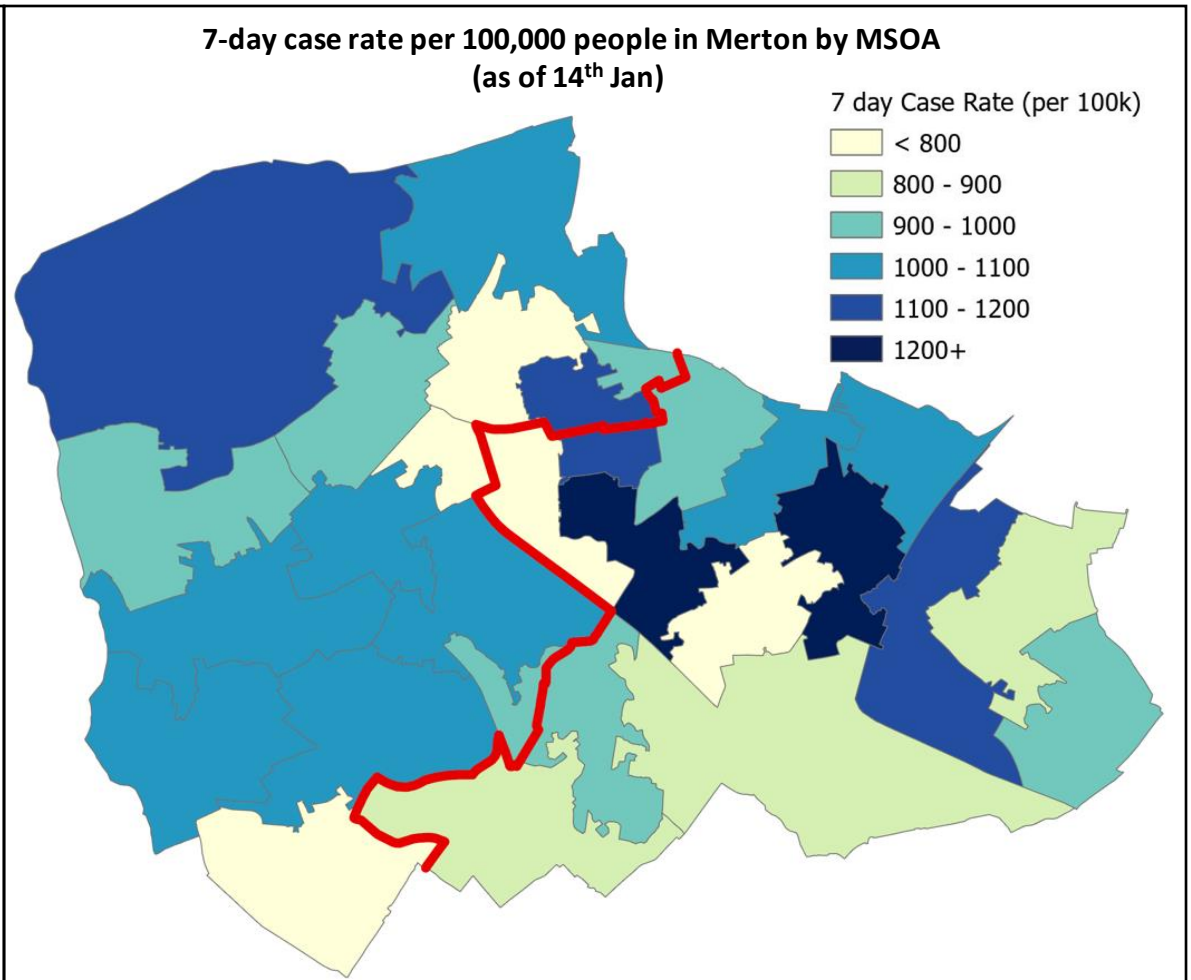 7-day case rate per 100,000 people in Merton by MSOA
(as of 14th Jan)
7 day Case Rate (per 100k)
< 800
800 - 900
900 - 1000
1000 - 1100
1100 - 1200
1200+